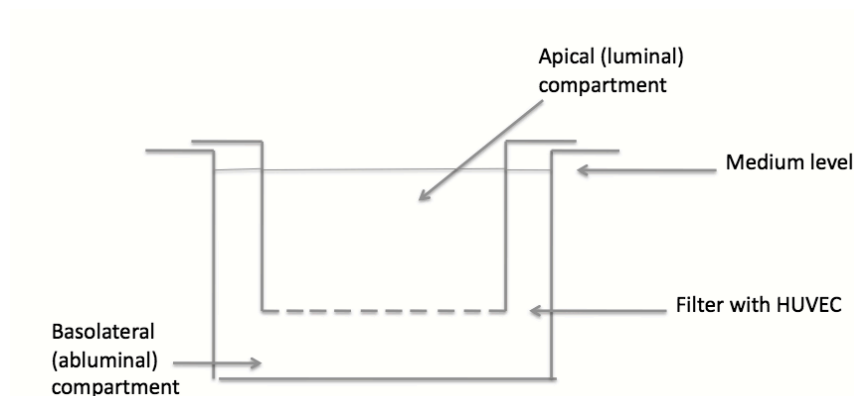 Apical (luminal)
compartment
Medium level
Filter with HUVEC
Basolateral
(abluminal)
compartment